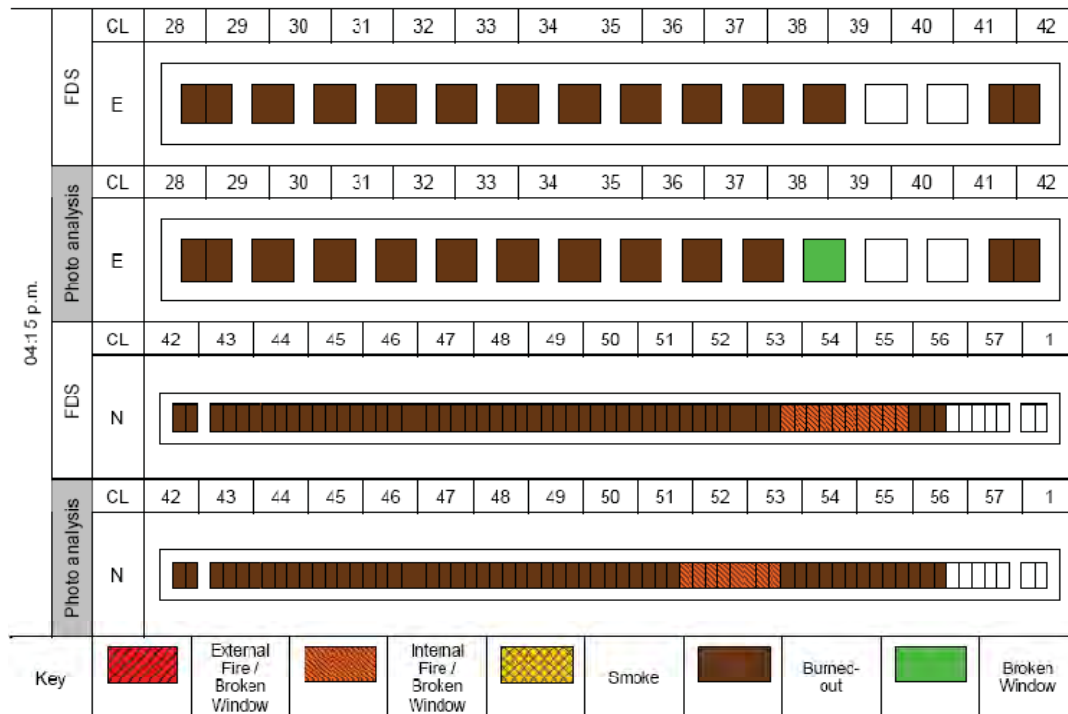 04:15 p.m.
FDS
CL 28 29 30 31 32 33 34 35 36 37 38 39 40 41 42
E
Photo analysis
CL 28 29 30 31 32 33 34 35 36 37 38 39 40 41 42
E
FDS
CL 42 43 44 45 46 47 48 49 50 51 52 53 54 55 56 57 1
N
Photo analysis
CL 42 43 44 45 46 47 48 49 50 51 52 53 54 55 56 57 1
N
Key
External
Fire /
Broken
Window
Internal
Fire /
Broken
Window
Smoke
Burned-
out
Broken
Window